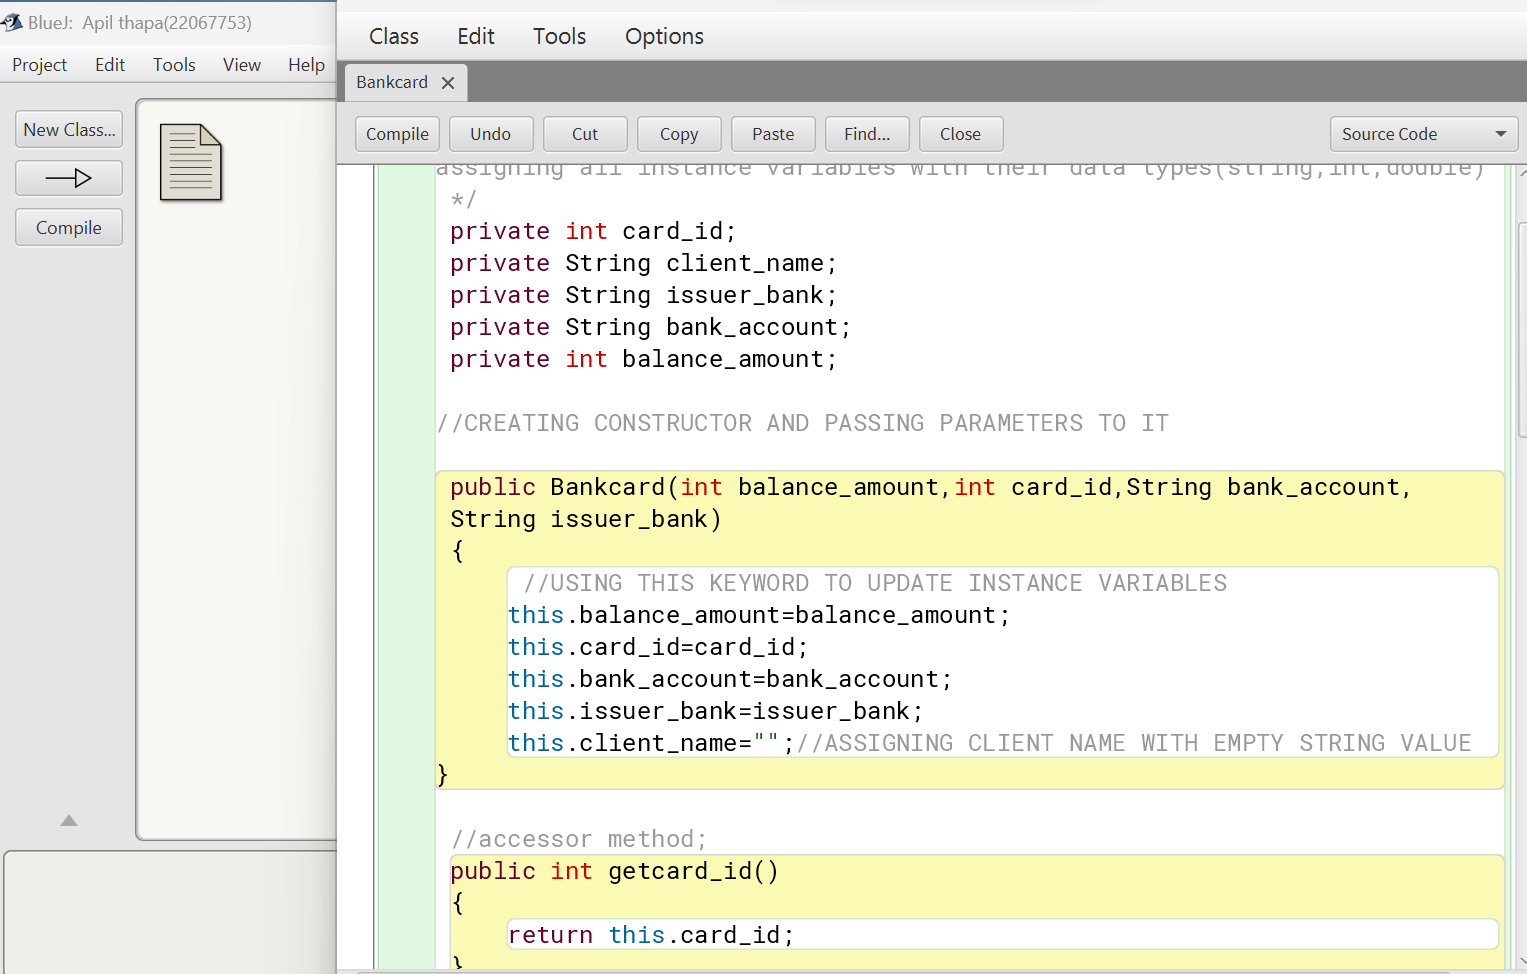 BlueJ: Apil thapa(22067753)
Project Edit Tools View Help
New Class...
Compile
Class Edit Tools Options
Bankcard
Compile Undo Cut Copy Paste Find... Close Source Code
assigning all instance variables with their data types(string,int,double)
*/
private int card_id;
private String client_name;
private String issuer_bank;
private String bank_account;
private int balance_amount;
//CREATING CONSTRUCTOR AND PASSING PARAMETERS TO IT
public Bankcard(int balance_amount,int card_id,String bank_account,
String issuer_bank)
{
//USING THIS KEYWORD TO UPDATE INSTANCE VARIABLES
this.balance_amount=balance_amount;
this.card_id=card_id;
this.bank_account=bank_account;
this.issuer_bank=issuer_bank;
this.client_name="";//ASSIGNING CLIENT NAME WITH EMPTY STRING VALUE
}
//accessor method;
public int getcard_id()
{
return this.card_id;
}